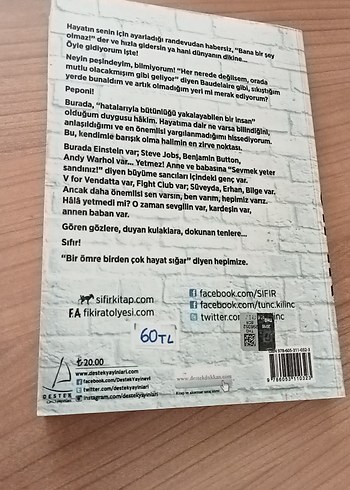 Hayatın senin için ayarladığı randevudan habersiz, "Bana bir şey
olmaz!" der ve hızla gidersin ya hani dünyanın dikine...
Öyle gidiyorum işte!
Neyin peşindeyim, bilmiyorum! "Her nerede değilsem, orada
mutlu olacakmışım gibi geliyor" diyen Baudelaire gibi, sıkıştığım
yerde bunaldım ve artık olmadığım yeri mi merak ediyorum?
Peponi!
Burada, "hatalarıyla bütünlüğü yakalayabilen bir insan"
olduğum duygusu hâkim. Hayatıma dair ne varsa bilindiğini,
anlaşıldığımı ve en önemlisi yargılanmadığımı hissediyorum.
Bu, kendimle barışık olma halimin en zirve noktası.
Burada Einstein var; Steve Jobs, Benjamin Button,
Andy Warhol var... Yetmez! Anne ve babasına "Sevmek yeter
sandınız!" diyen büyüme sancıları içindeki genç var.
V for Vendatta var, Fight Club var; Süveyda, Erhan, Bilge var.
Ancak daha önemlisi sen varsın, ben varım, hepimiz varız.
Hâlâ yetmedi mi? O zaman sevgilin var, kardeşin var,
annen baban var.
Gören gözlere, duyan kulaklara, dokunan tenlere...
Sıfır!
"Bir ömre birden çok hayat sığar" diyen hepimize.
sifirkitap.com
FA fikiratolyesi.com
facebook.com/SIFIR
facebook.com/tunc.kilinc
60TL
₺20.00
www.destekyayinlari.com
facebook.com/DestekYayinevi
twitter.com/destekyayinlari
instagram.com/destekyayinlari
DESTEK